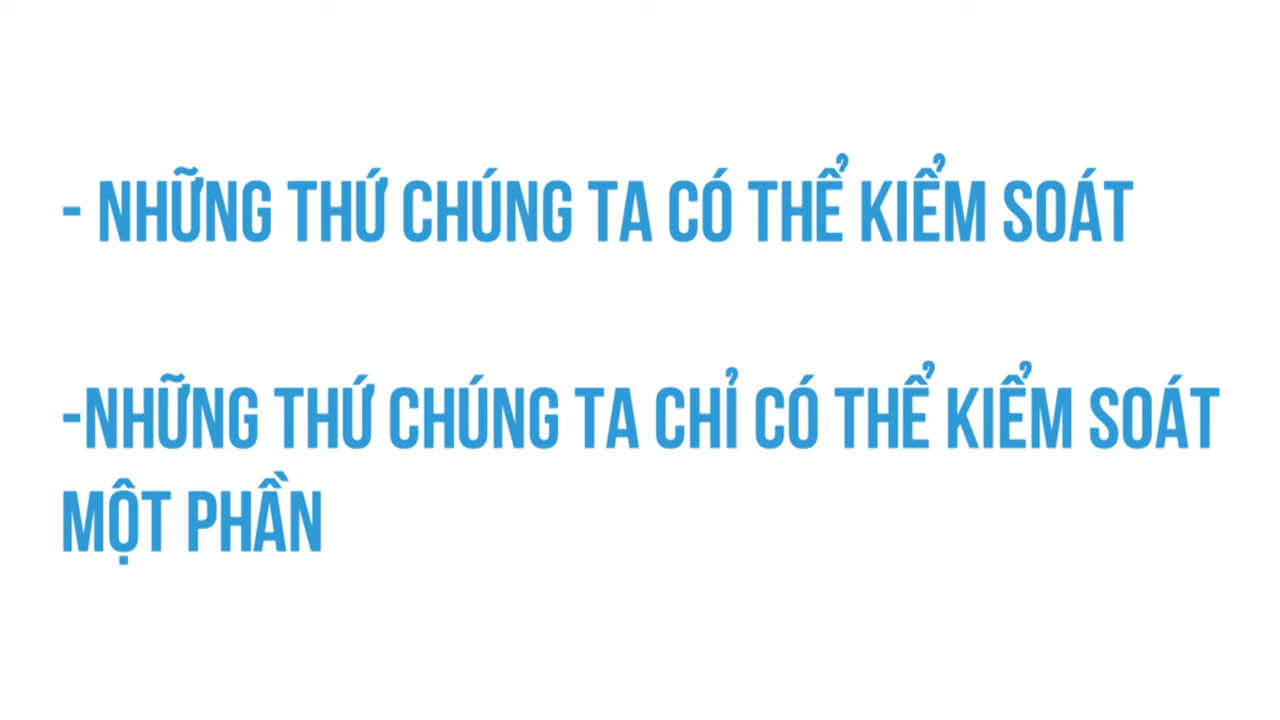 - NHỮNG THỨ CHÚNG TA CÓ THỂ KIỂM SOÁT
-NHỮNG THỨ CHÚNG TA CHỈ CÓ THỂ KIỂM SOÁT
MỘT PHẦN